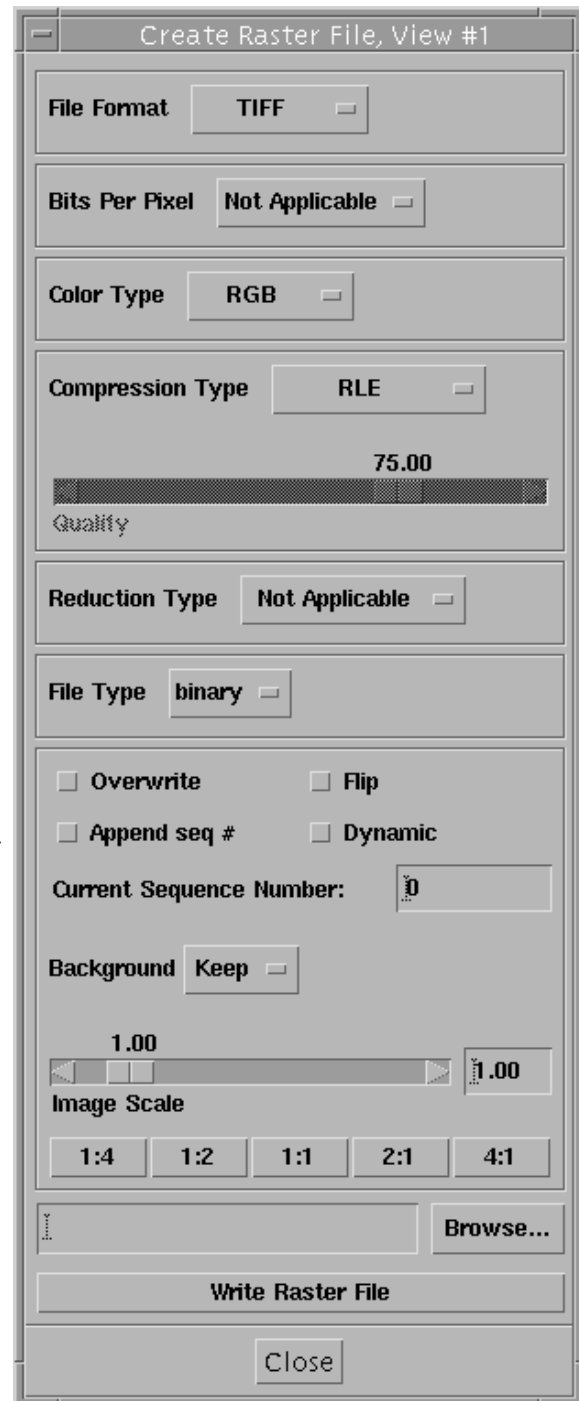 Create Raster File, View #1
File Format TIFF
Bits Per Pixel Not Applicable
Color Type RGB
Compression Type RLE
75.00
Quality
Reduction Type Not Applicable
File Type binary
Overwrite Flip
Append seq # Dynamic
Current Sequence Number: 0
Background Keep
1.00
1.00
Image Scale
1:4 1:2 1:1 2:1 4:1
Browse...
Write Raster File
Close